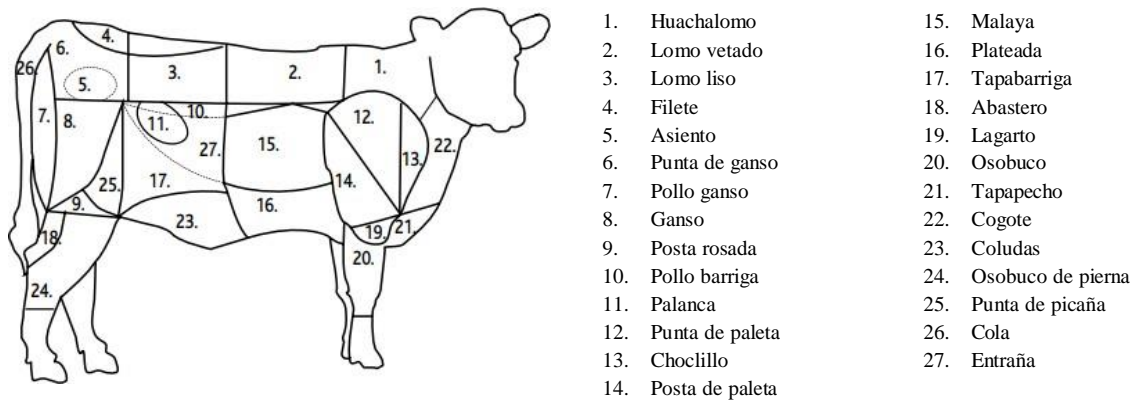 4.
6.
26.
5.
3.
2.
1.
7.
8.
11.
10.
27.
15.
12.
13.
22.
25.
17.
14.
9.
23.
16.
18.
19.
21.
20.
24.
1. Huachalomo
2. Lomo vetado
3. Lomo liso
4. Filete
5. Asiento
6. Punta de ganso
7. Pollo ganso
8. Ganso
9. Posta rosada
10. Pollo barriga
11. Palanca
12. Punta de paleta
13. Choclillo
14. Posta de paleta
15. Malaya
16. Plateada
17. Tapabarriga
18. Abastero
19. Lagarto
20. Osobuco
21. Tapapecho
22. Cogote
23. Coludas
24. Osobuco de pierna
25. Punta de picaña
26. Cola
27. Entraña